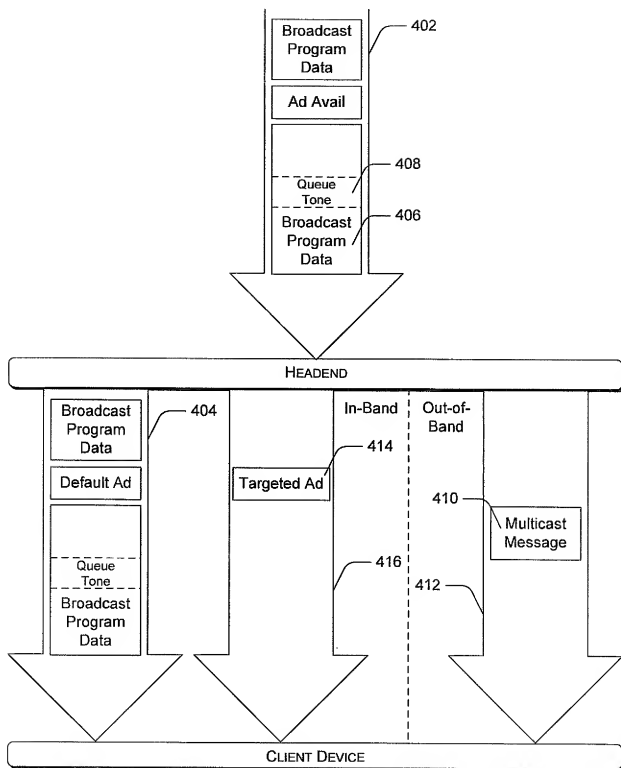 Broadcast
Program
Data
402
Ad Avail
408
Queue
Tone
406
Broadcast
Program
Data
HEADEND
Broadcast
Program
Data
404
In-Band
Out-of-
Band
414
Default Ad
Targeted Ad
410
Multicast
Message
Queue
Tone
416
412
Broadcast
Program
Data
CLIENT DEVICE